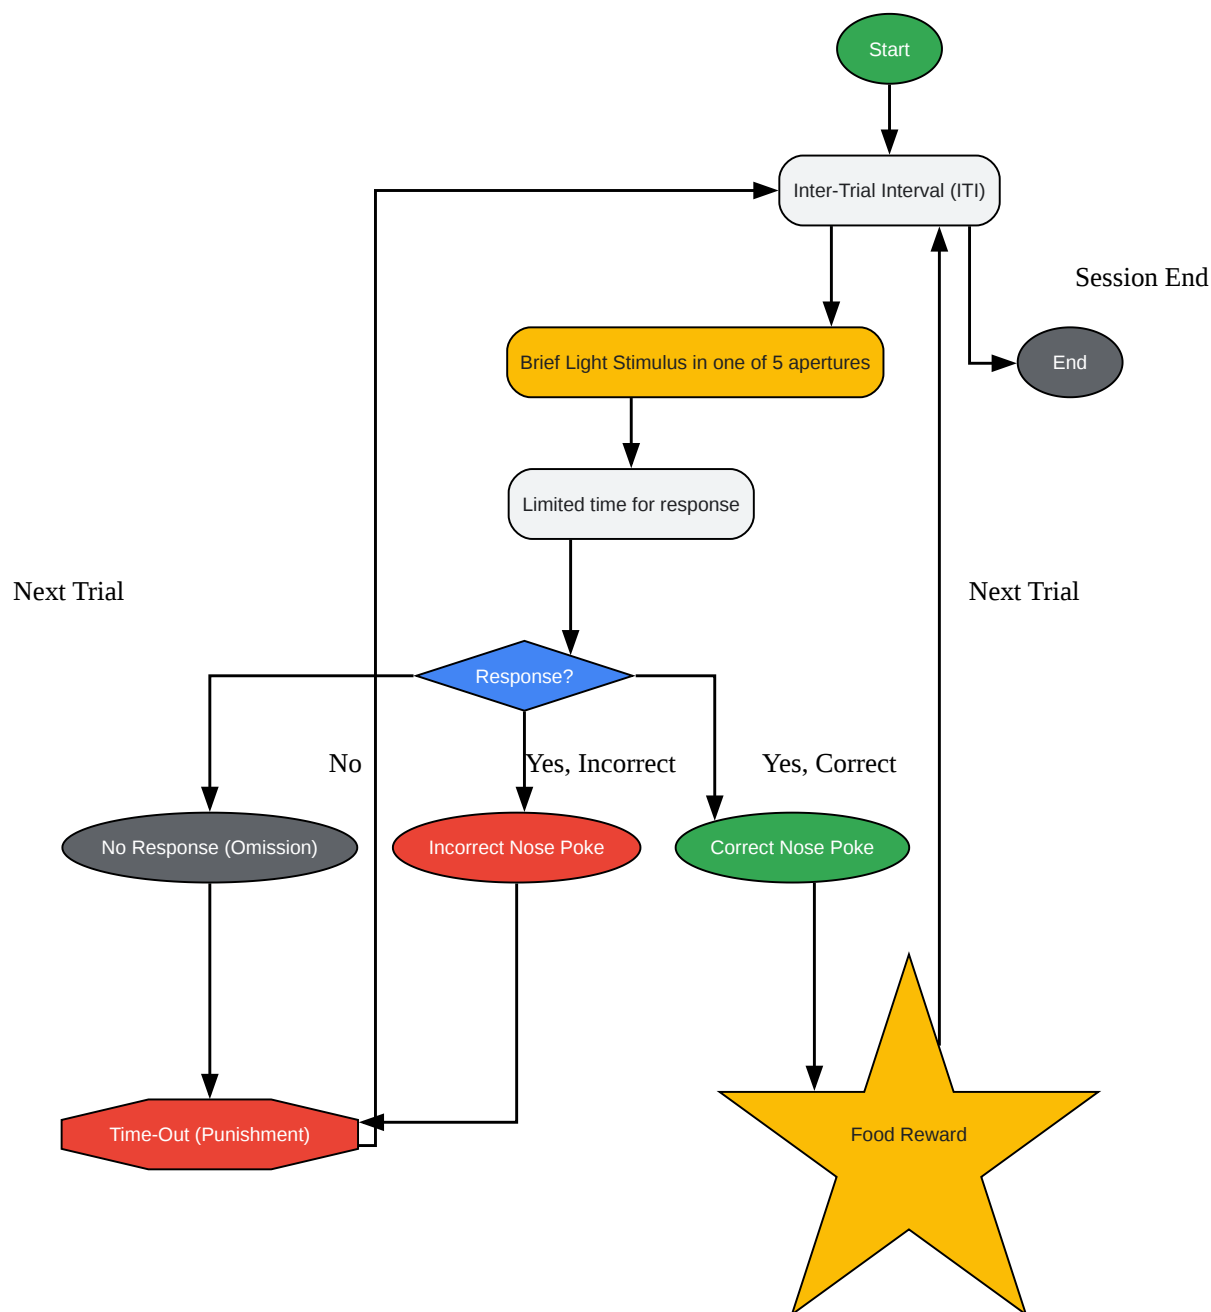 Start
Inter-Trial Interval (ITI)
Session End
Brief Light Stimulus in one of 5 apertures
End
Limited time for response
Next Trial
Next Trial
Response?
No
Yes, Incorrect
Yes, Correct
No Response (Omission)
Incorrect Nose Poke
Correct Nose Poke
Time-Out (Punishment)
Food Reward